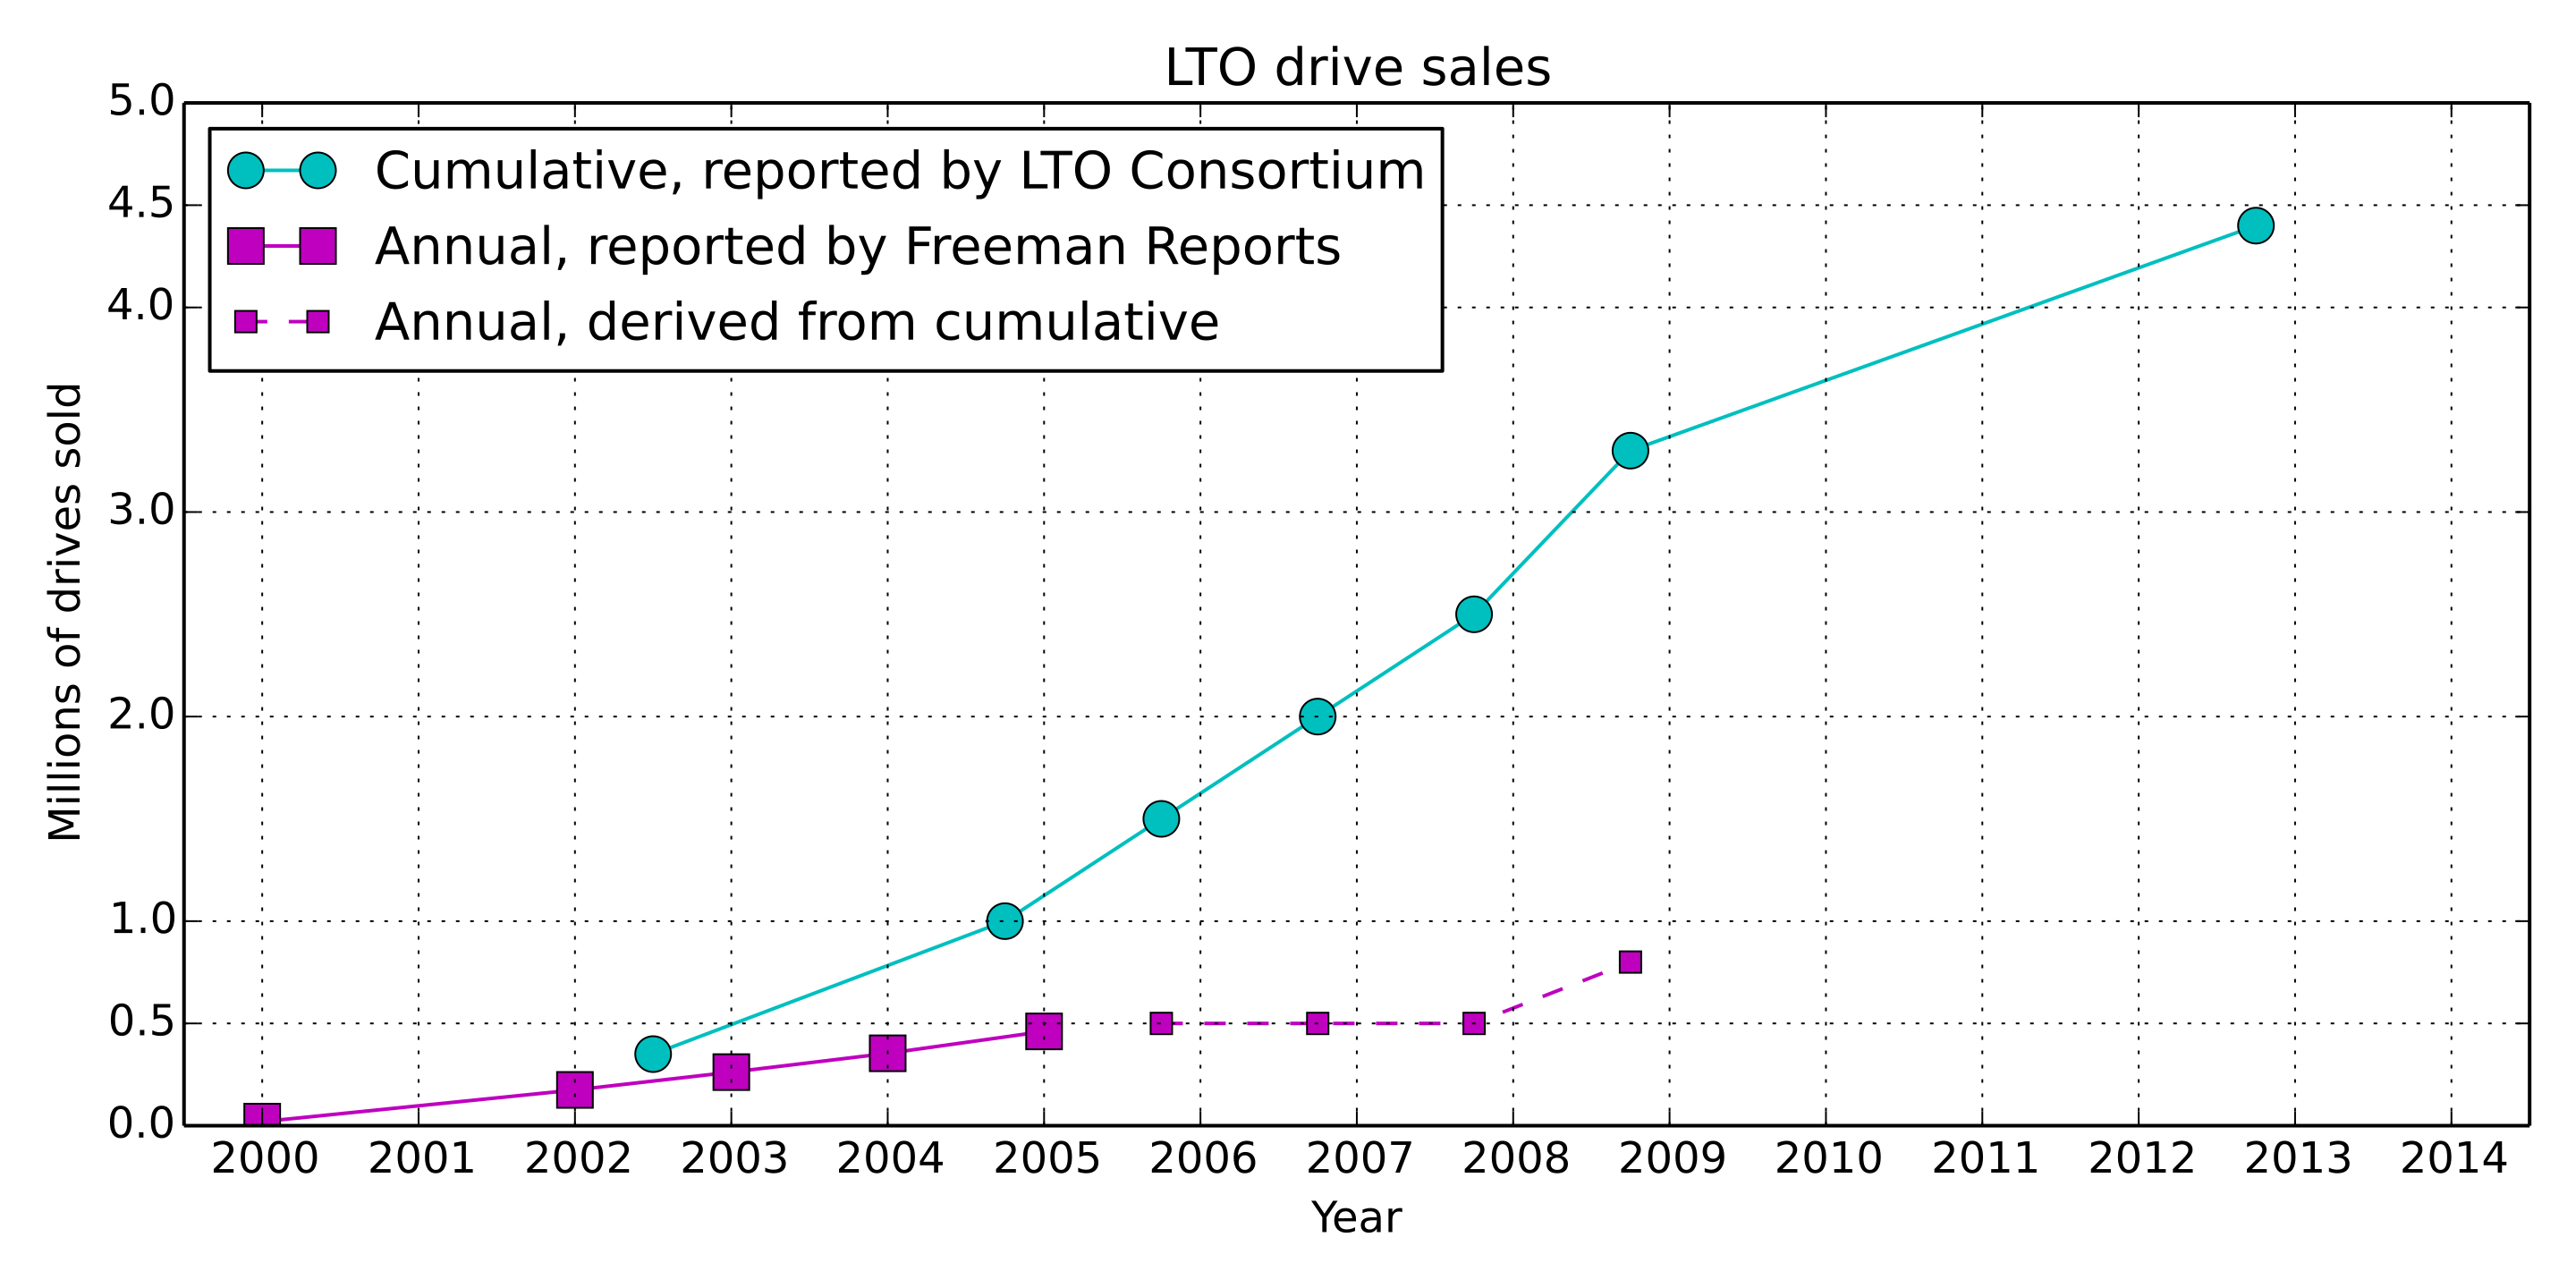 LTO drive sales
5.0
4.5
4.0
3.0
2.0
1.0
0.5
0.0
Millions of drives sold
Cumulative, reported by LTO Consortium
Annual, reported by Freeman Reports
Annual, derived from cumulative
2000 2001 2002 2003 2004 2005 2006 2007 2008 2009 2010 2011 2012 2013 2014
Year